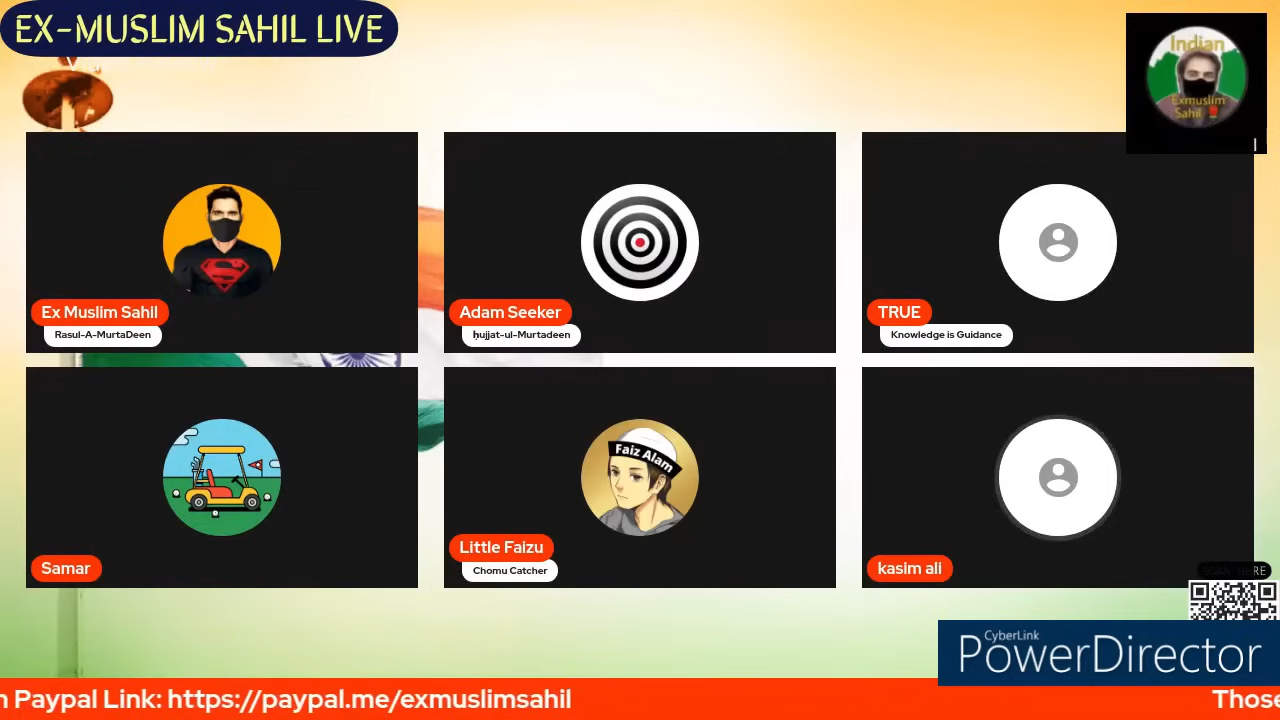 EX-MUSLIM SAHIL LIVE
Indian
Exmuslim
Sahil
Ex Muslim Sahil
Rasul-A-MurtaDeen
Adam Seeker
ḥujjat-ul-Murtadeen
TRUE
Knowledge is Guidance
Samar
Faiz Alam
Little Faizu
Chomu Catcher
kasim ali
CyberLink
PowerDirector
n Paypal Link: https://paypal.me/exmuslimsahil
Those